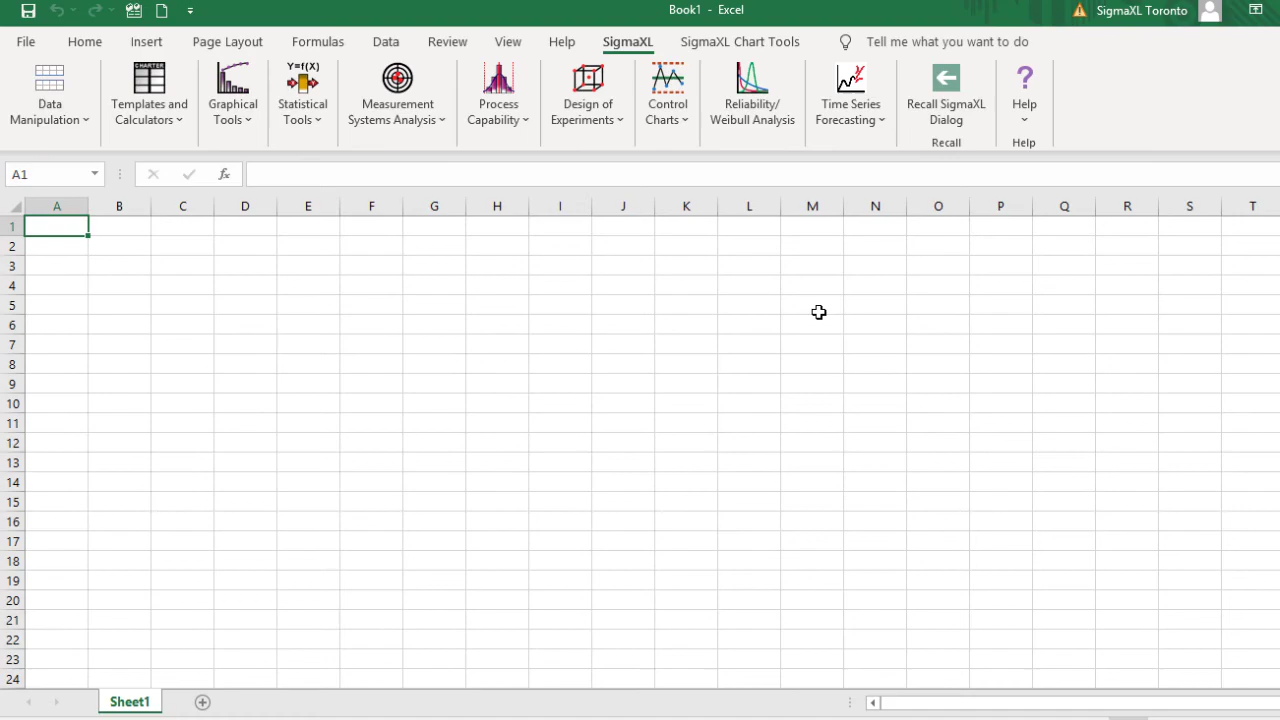 Book1 - Excel
SigmaXL Toronto
File Home Insert Page Layout Formulas Data Review View Help SigmaXL SigmaXL Chart Tools Tell me what you want to do
CHARTER
Y=f(X)
Data Manipulation
Templates and Calculators
Graphical Tools
Statistical Tools
Measurement Systems Analysis
Process Capability
Design of Experiments
Control Charts
Reliability/ Weibull Analysis
Time Series Forecasting
Recall SigmaXL Dialog
Help
Recall
Help
A1
fx
A B C D E F G H I J K L M N O P Q R S T
1
2
3
4
5
6
7
8
9
10
11
12
13
14
15
16
17
18
19
20
21
22
23
24
Sheet1